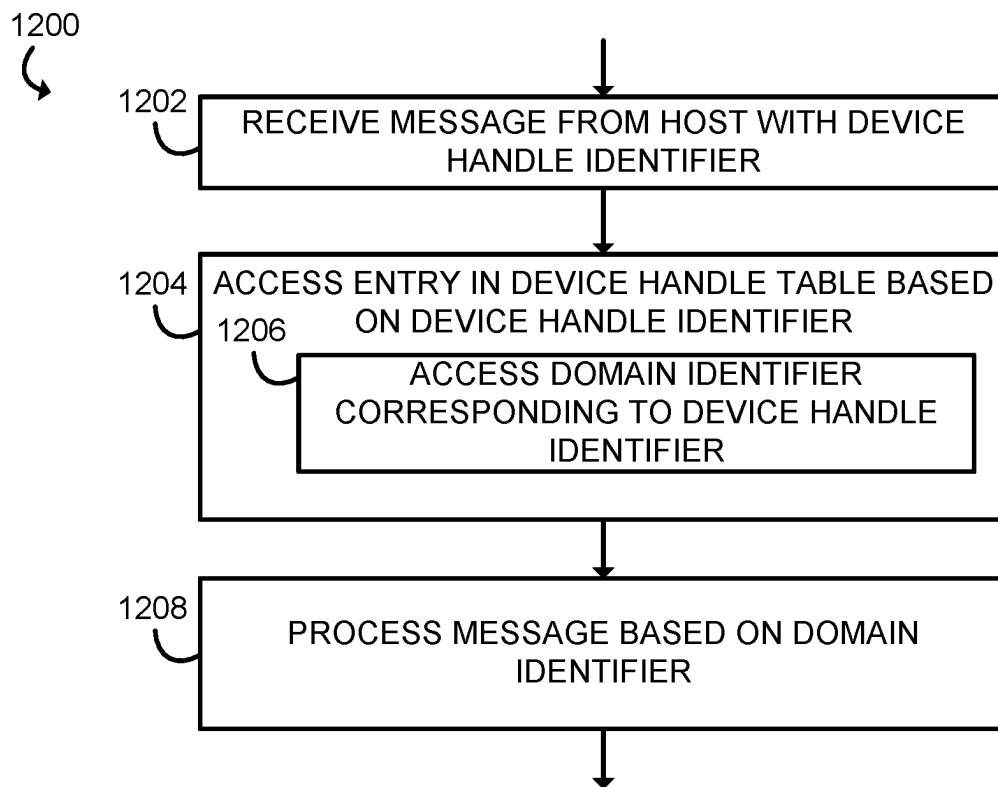 1200
1202
RECEIVE MESSAGE FROM HOST WITH DEVICE
HANDLE IDENTIFIER
1204
ACCESS ENTRY IN DEVICE HANDLE TABLE BASED
ON DEVICE HANDLE IDENTIFIER
1206
ACCESS DOMAIN IDENTIFIER
CORRESPONDING TO DEVICE HANDLE
IDENTIFIER
1208
PROCESS MESSAGE BASED ON DOMAIN
IDENTIFIER